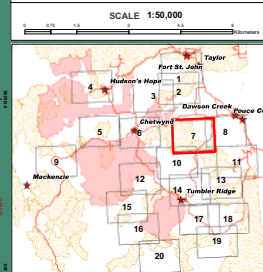 SCALE 1:50,000
0 0.75 1.5 3 4.5 6
Kilometers
Taylor
Fort St. John
Hudson's Hope
1
4
2
3
Dawson Creek
Pouce C
Chetwynd
5
6
7
8
9
10
11
12
13
Mackenzie
14
Tumbler Ridge
15
16
17
18
19
20